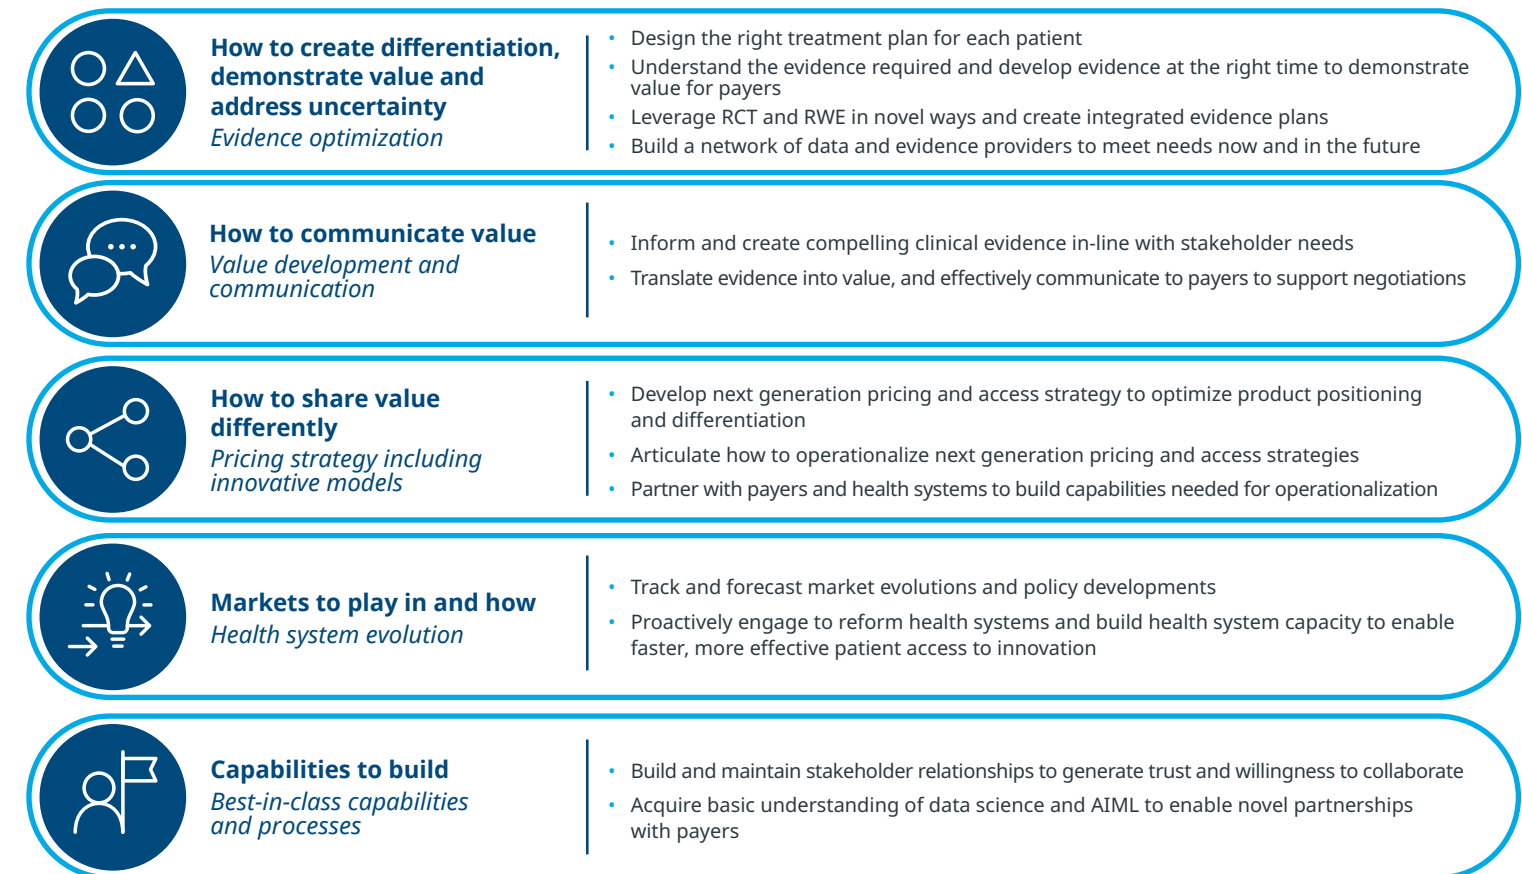 How to create differentiation,
demonstrate value and
address uncertainty
Evidence optimization
• Design the right treatment plan for each patient
• Understand the evidence required and develop evidence at the right time to demonstrate
value for payers
• Leverage RCT and RWE in novel ways and create integrated evidence plans
• Build a network of data and evidence providers to meet needs now and in the future
How to communicate value
Value development and
communication
• Inform and create compelling clinical evidence in-line with stakeholder needs
• Translate evidence into value, and effectively communicate to payers to support negotiations
How to share value
differently
Pricing strategy including
innovative models
• Develop next generation pricing and access strategy to optimize product positioning
and differentiation
• Articulate how to operationalize next generation pricing and access strategies
• Partner with payers and health systems to build capabilities needed for operationalization
Markets to play in and how
Health system evolution
• Track and forecast market evolutions and policy developments
• Proactively engage to reform health systems and build health system capacity to enable
faster, more effective patient access to innovation
Capabilities to build
Best-in-class capabilities
and processes
• Build and maintain stakeholder relationships to generate trust and willingness to collaborate
• Acquire basic understanding of data science and AIML to enable novel partnerships
with payers